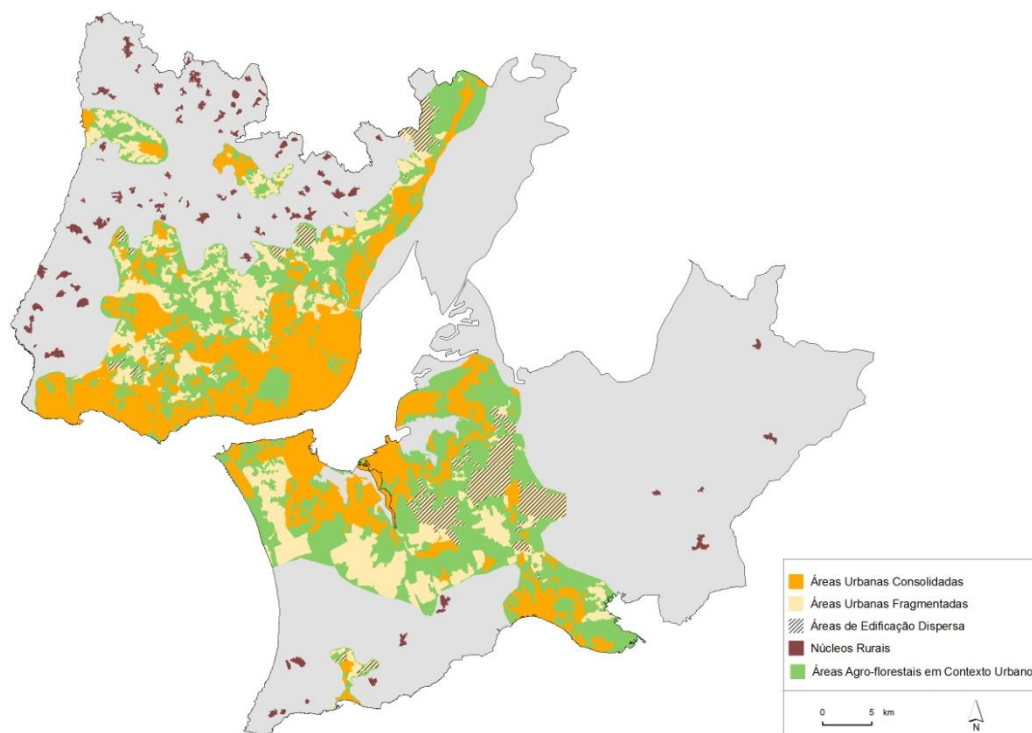 Áreas Urbanas Consolidadas
Áreas Urbanas Fragmentadas
Áreas de Edificação Dispersa
Núcleos Rurais
Áreas Agro-florestais em Contexto Urbano
0 5 km
N